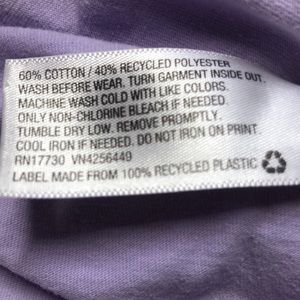 60% COTTON / 40% RECYCLED POLYESTER
WASH BEFORE WEAR. TURN GARMENT INSIDE OUT.
MACHINE WASH COLD WITH LIKE COLORS.
ONLY NON-CHLORINE BLEACH IF NEEDED.
TUMBLE DRY LOW. REMOVE PROMPTLY.
COOL IRON IF NEEDED. DO NOT IRON ON PRINT.
RN17730 VN4256449
LABEL MADE FROM 100% RECYCLED PLASTIC